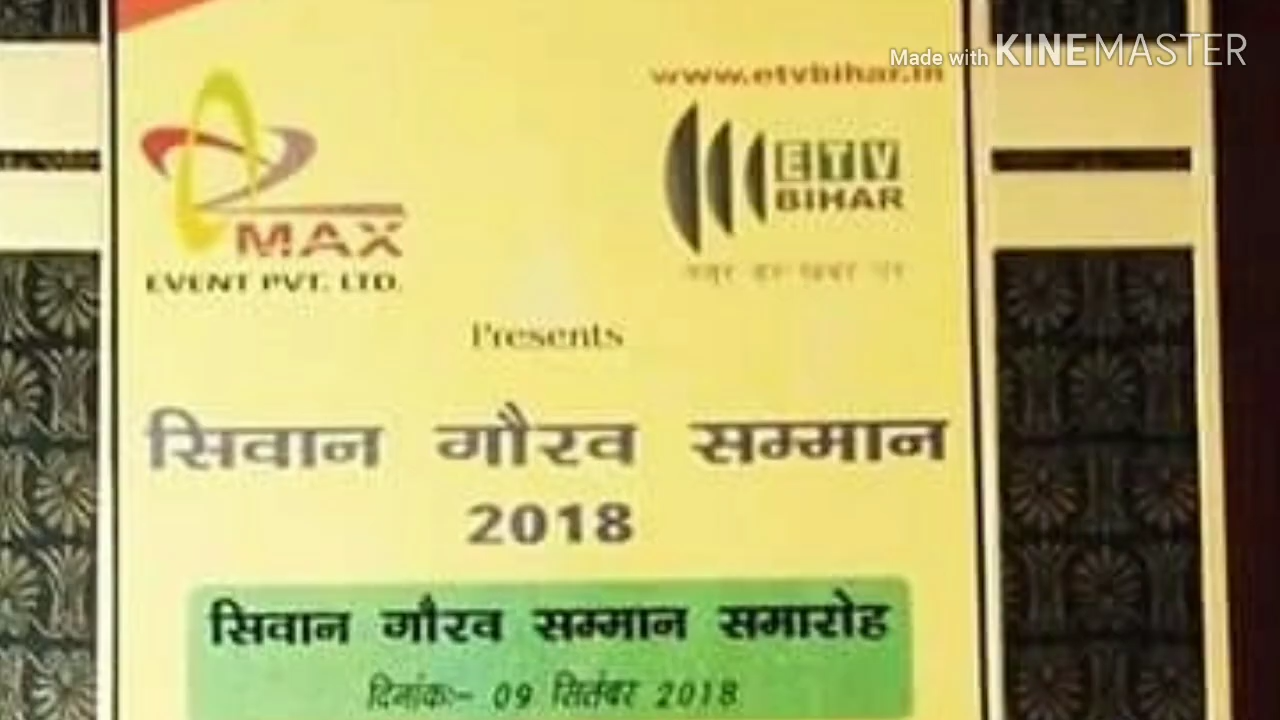 Made with KINEMASTER
www.etvbihar.in
ETV
BIHAR
MAX
EVENT PVT. LTD.
Presents
सिवान गौरव सम्मान
2018
सिवान गौरव सम्मान समारोह
दिनांकः- 09 सितंबर 2018